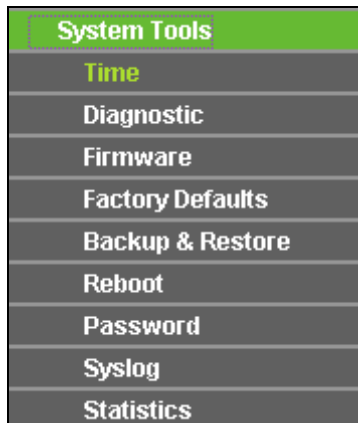 System Tools
Time
Diagnostic
Firmware
Factory Defaults
Backup & Restore
Reboot
Password
Syslog
Statistics